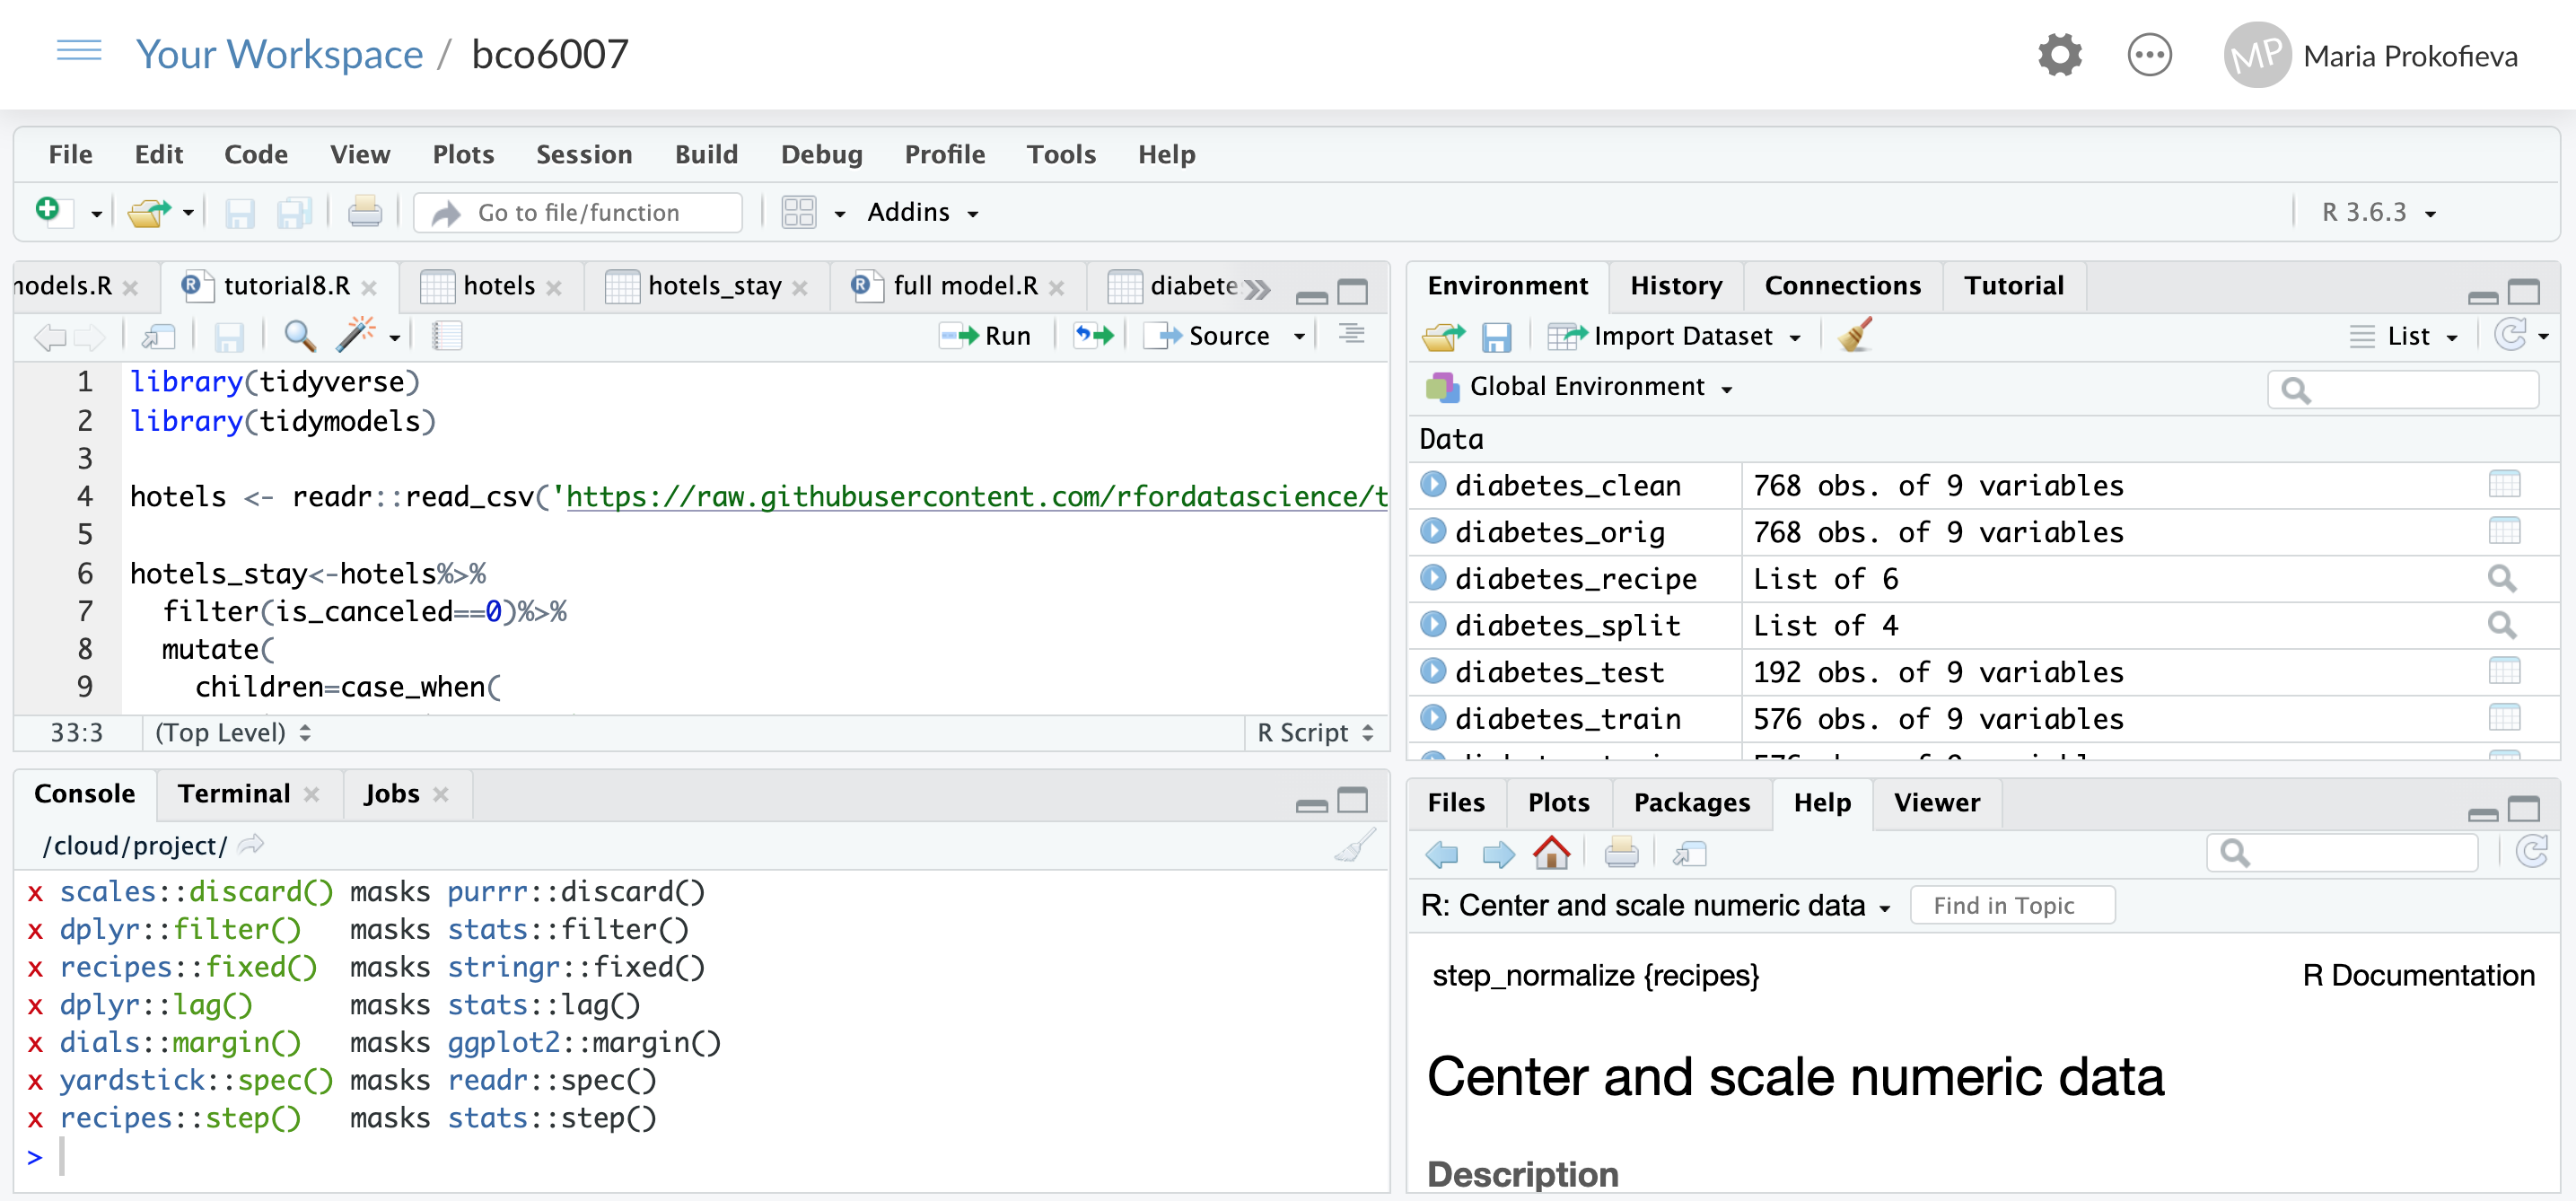 Your Workspace / bco6007
MP Maria Prokofieva
File Edit Code View Plots Session Build Debug Profile Tools Help
Go to file/function Addins R 3.6.3
nodels.R tutorial8.R hotels hotels_stay full model.R diabete
Run Source
1 library(tidyverse)
2 library(tidymodels)
3
4 hotels <- readr::read_csv('https://raw.githubusercontent.com/rfordatascience/t
5
6 hotels_stay<-hotels%>%
7 filter(is_canceled==0)%>%
8 mutate(
9 children=case_when(
33:3 (Top Level) R Script
Console Terminal Jobs
/cloud/project/
x scales::discard() masks purrr::discard()
x dplyr::filter() masks stats::filter()
x recipes::fixed() masks stringr::fixed()
x dplyr::lag() masks stats::lag()
x dials::margin() masks ggplot2::margin()
x yardstick::spec() masks readr::spec()
x recipes::step() masks stats::step()
>
Environment History Connections Tutorial
Import Dataset List
Global Environment
Data
diabetes_clean 768 obs. of 9 variables
diabetes_orig 768 obs. of 9 variables
diabetes_recipe List of 6
diabetes_split List of 4
diabetes_test 192 obs. of 9 variables
diabetes_train 576 obs. of 9 variables
Files Plots Packages Help Viewer
R: Center and scale numeric data Find in Topic
step_normalize {recipes} R Documentation
Center and scale numeric data
Description